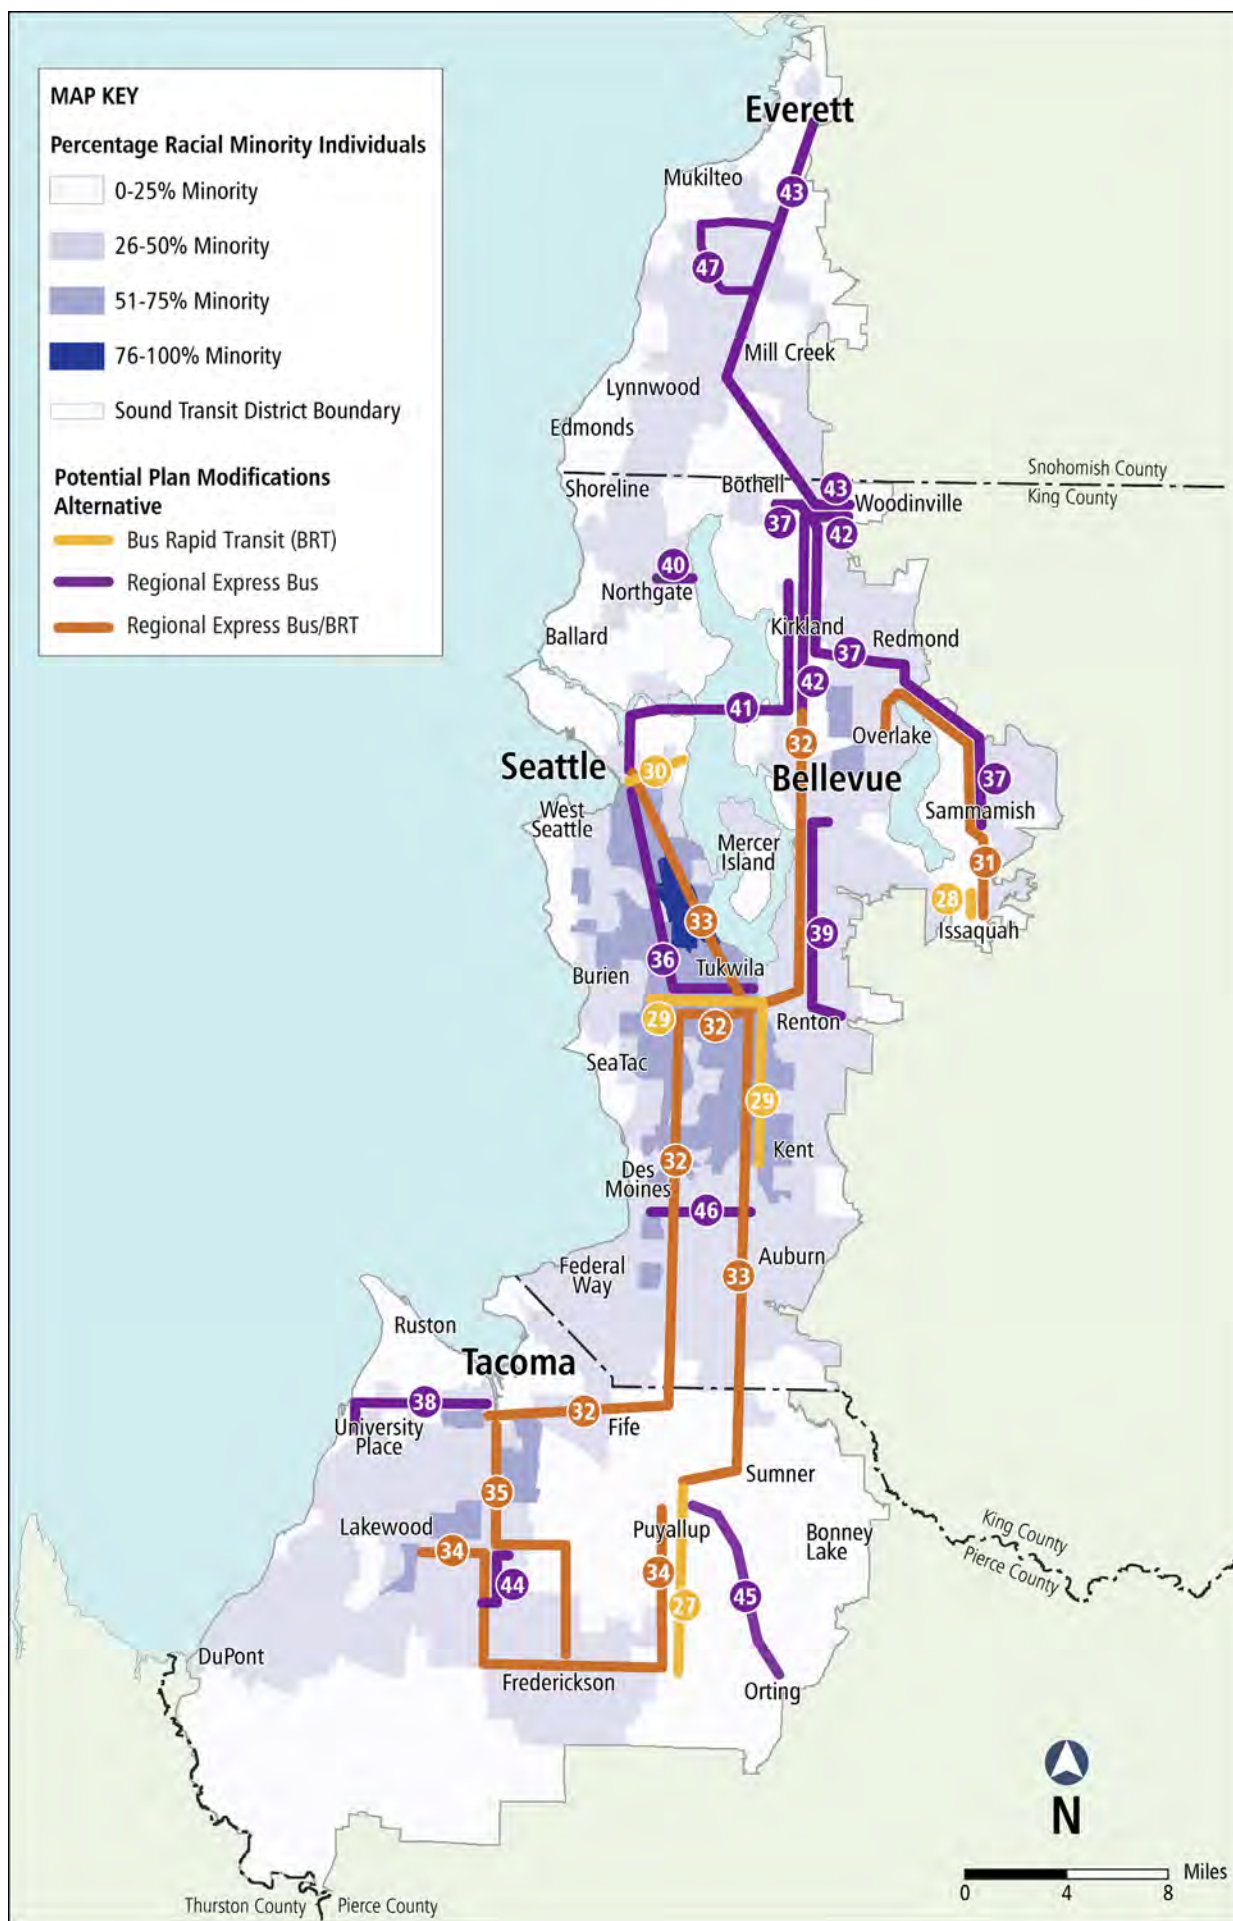 MAP KEY
Percentage Racial Minority Individuals
0-25% Minority
26-50% Minority
51-75% Minority
76-100% Minority
Sound Transit District Boundary
Potential Plan Modifications
Alternative
Bus Rapid Transit (BRT)
Regional Express Bus
Regional Express Bus/BRT
Everett
Mukilteo
43
47
Mill Creek
Lynnwood
Edmonds
Snohomish County
King County
Shoreline
Bothell
43
Woodinville
37
42
40
Northgate
Kirkland
Redmond
Ballard
37
42
41
32
Overlake
Seattle
30
Bellevue
37
West
Seattle
Sammamish
Mercer
Island
31
28
33
39
Issaquah
36
Tukwila
Burien
29
32
Renton
SeaTac
29
Kent
32
Des
Moines
46
Auburn
Federal
Way
33
Ruston
Tacoma
38
32
Fife
University
Place
Sumner
35
Lakewood
Puyallup
Bonney
Lake
King County
Pierce County
34
34
44
27
45
DuPont
Frederickson
Orting
N
Miles
0 4 8
Thurston County
Pierce County